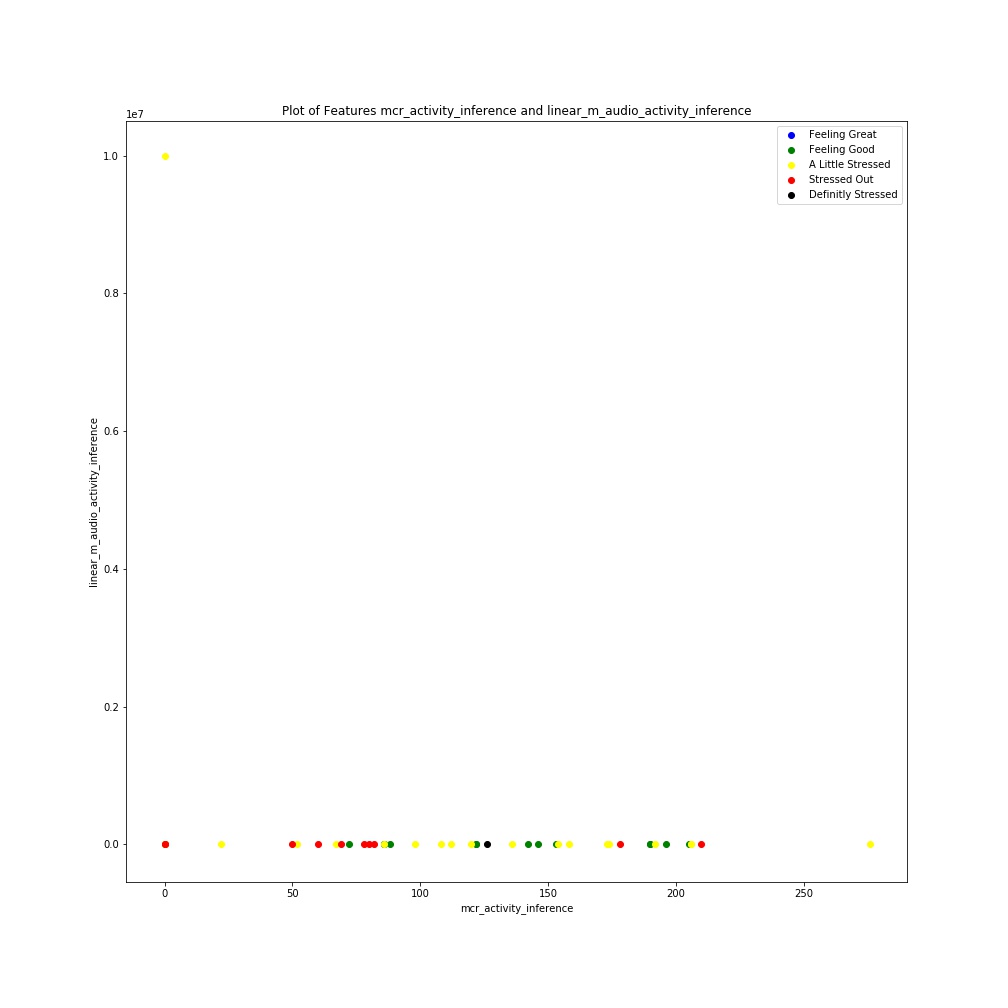 Plot of Features mcr_activity_inference and linear_m_audio_activity_inference
1e7
1.0
0.8
0.6
0.4
0.2
0.0
linear_m_audio_activity_inference
Feeling Great
Feeling Good
A Little Stressed
Stressed Out
Definitly Stressed
0 50 100 150 200 250
mcr_activity_inference